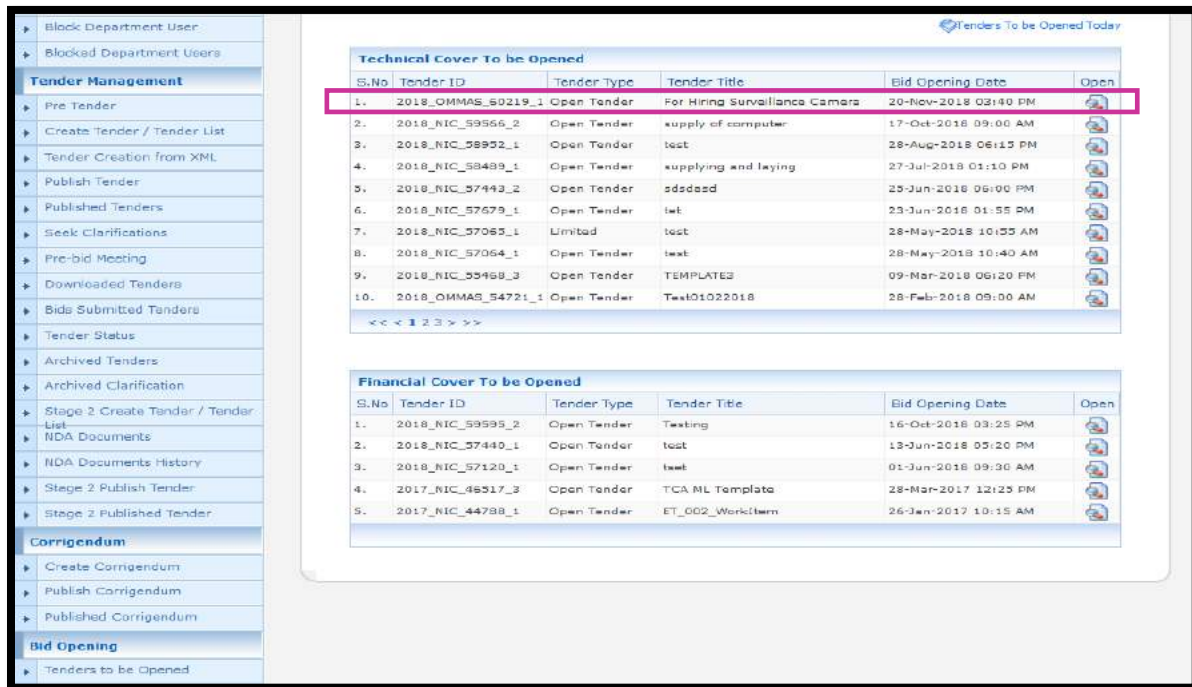 Block Department User
Blocked Department Users
Tender Management
Pre Tender
Create Tender / Tender List
Tender Creation from XML
Publish Tender
Published Tenders
Seek Clarifications
Pre-bid Meeting
Downloaded Tenders
Bids Submitted Tenders
Tender Status
Archived Tenders
Archived Clarification
Stage 2 Create Tender / Tender
List
NDA Documents
NDA Documents History
Stage 2 Publish Tender
Stage 2 Published Tender
Corrigendum
Create Corrigendum
Publish Corrigendum
Published Corrigendum
Bid Opening
Tenders to be Opened
Tenders To be Opened Today
Technical Cover To be Opened
S.No Tender ID Tender Type Tender Title Bid Opening Date Open
1. 2018_OMMAS_60219_1 Open Tender For Hiring Surveillance Camera 20-Nov-2018 03:40 PM
2. 2018_NIC_59566_2 Open Tender supply of computer 17-Oct-2018 09:00 AM
3. 2018_NIC_58952_1 Open Tender test 28-Aug-2018 06:15 PM
4. 2018_NIC_58489_1 Open Tender supplying and laying 27-Jul-2018 01:10 PM
5. 2018_NIC_57443_2 Open Tender sdsdasd 25-Jun-2018 06:00 PM
6. 2018_NIC_57679_1 Open Tender tet 23-Jun-2018 01:55 PM
7. 2018_NIC_57065_1 Limited test 28-May-2018 10:55 AM
8. 2018_NIC_57064_1 Open Tender test 28-May-2018 10:40 AM
9. 2018_NIC_55468_3 Open Tender TEMPLATE3 09-Mar-2018 06:20 PM
10. 2018_OMMAS_54721_1 Open Tender Test01022018 28-Feb-2018 09:00 AM
<< < 1 2 3 > >>
Financial Cover To be Opened
S.No Tender ID Tender Type Tender Title Bid Opening Date Open
1. 2018_NIC_59595_2 Open Tender Testing 16-Oct-2018 03:25 PM
2. 2018_NIC_57440_1 Open Tender test 13-Jun-2018 05:20 PM
3. 2018_NIC_57120_1 Open Tender test 01-Jun-2018 09:30 AM
4. 2017_NIC_46517_3 Open Tender TCA ML Template 28-Mar-2017 12:25 PM
5. 2017_NIC_44788_1 Open Tender ET_002_WorkItem 26-Jan-2017 10:15 AM